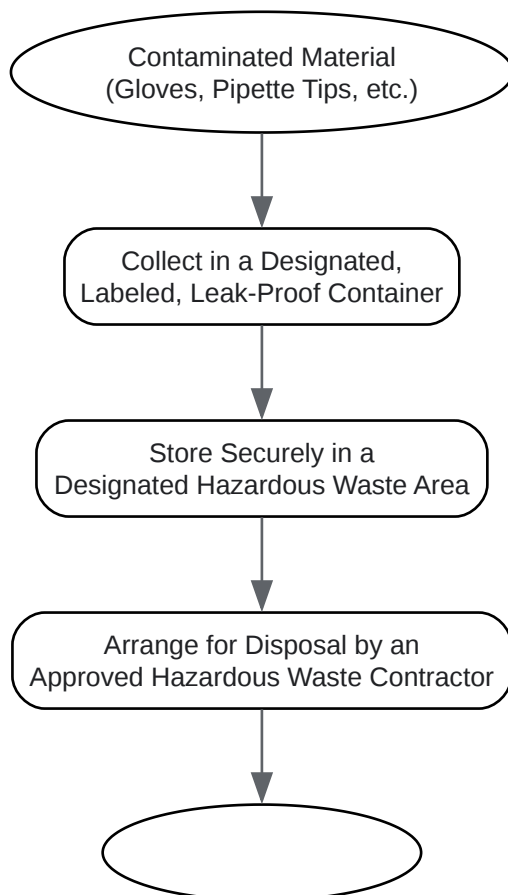 Contaminated Material
(Gloves, Pipette Tips, etc.)
Collect in a Designated,
Labeled, Leak-Proof Container
Store Securely in a
Designated Hazardous Waste Area
Arrange for Disposal by an
Approved Hazardous Waste Contractor